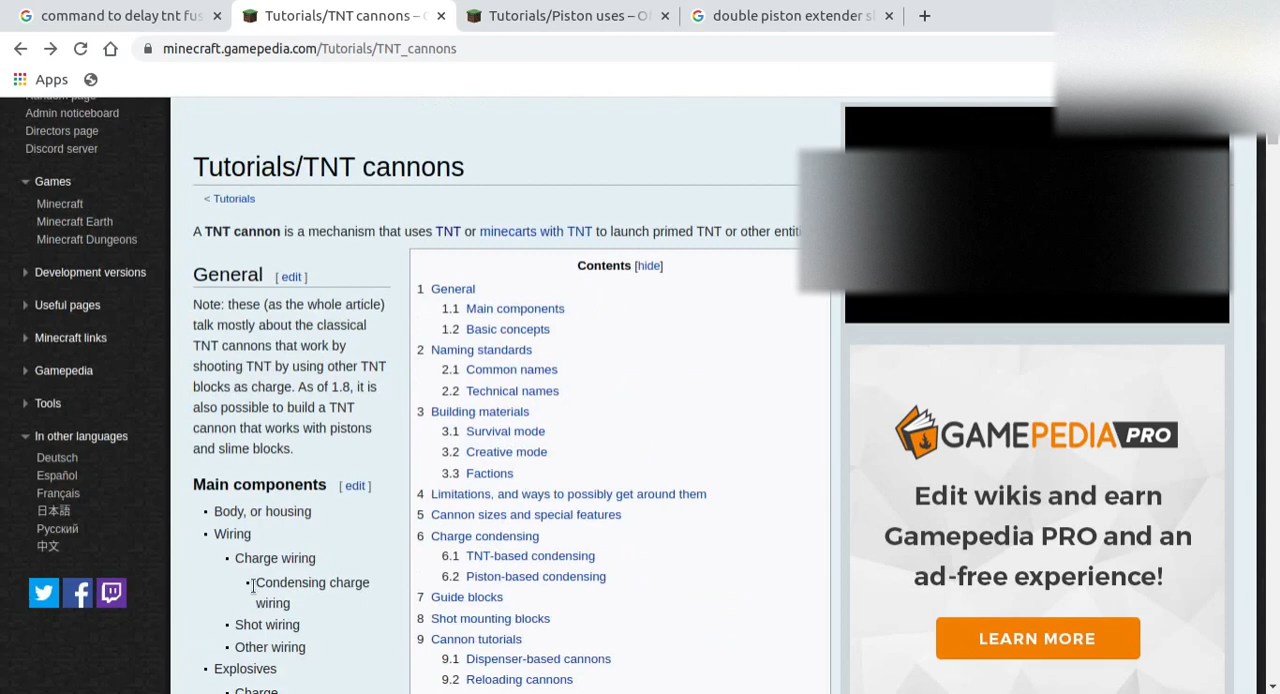 command to delay tnt fus
Tutorials/TNT cannons – O
Tutorials/Piston uses – O
double piston extender s
minecraft.gamepedia.com/Tutorials/TNT_cannons
Apps
Random page
Admin noticeboard
Directors page
Discord server
Games
Minecraft
Minecraft Earth
Minecraft Dungeons
Development versions
Useful pages
Minecraft links
Gamepedia
Tools
In other languages
Deutsch
Español
Français
日本語
Русский
中文
Tutorials/TNT cannons
< Tutorials
A TNT cannon is a mechanism that uses TNT or minecarts with TNT to launch primed TNT or other entiti
General [ edit ]
Note: these (as the whole article)
talk mostly about the classical
TNT cannons that work by
shooting TNT by using other TNT
blocks as charge. As of 1.8, it is
also possible to build a TNT
cannon that works with pistons
and slime blocks.
Main components [ edit ]
Body, or housing
Wiring
Charge wiring
Condensing charge
wiring
Shot wiring
Other wiring
Explosives
Charge
Contents [hide]
1 General
1.1 Main components
1.2 Basic concepts
2 Naming standards
2.1 Common names
2.2 Technical names
3 Building materials
3.1 Survival mode
3.2 Creative mode
3.3 Factions
4 Limitations, and ways to possibly get around them
5 Cannon sizes and special features
6 Charge condensing
6.1 TNT-based condensing
6.2 Piston-based condensing
7 Guide blocks
8 Shot mounting blocks
9 Cannon tutorials
9.1 Dispenser-based cannons
9.2 Reloading cannons
GAMEPEDIA PRO
Edit wikis and earn
Gamepedia PRO and an
ad-free experience!
LEARN MORE